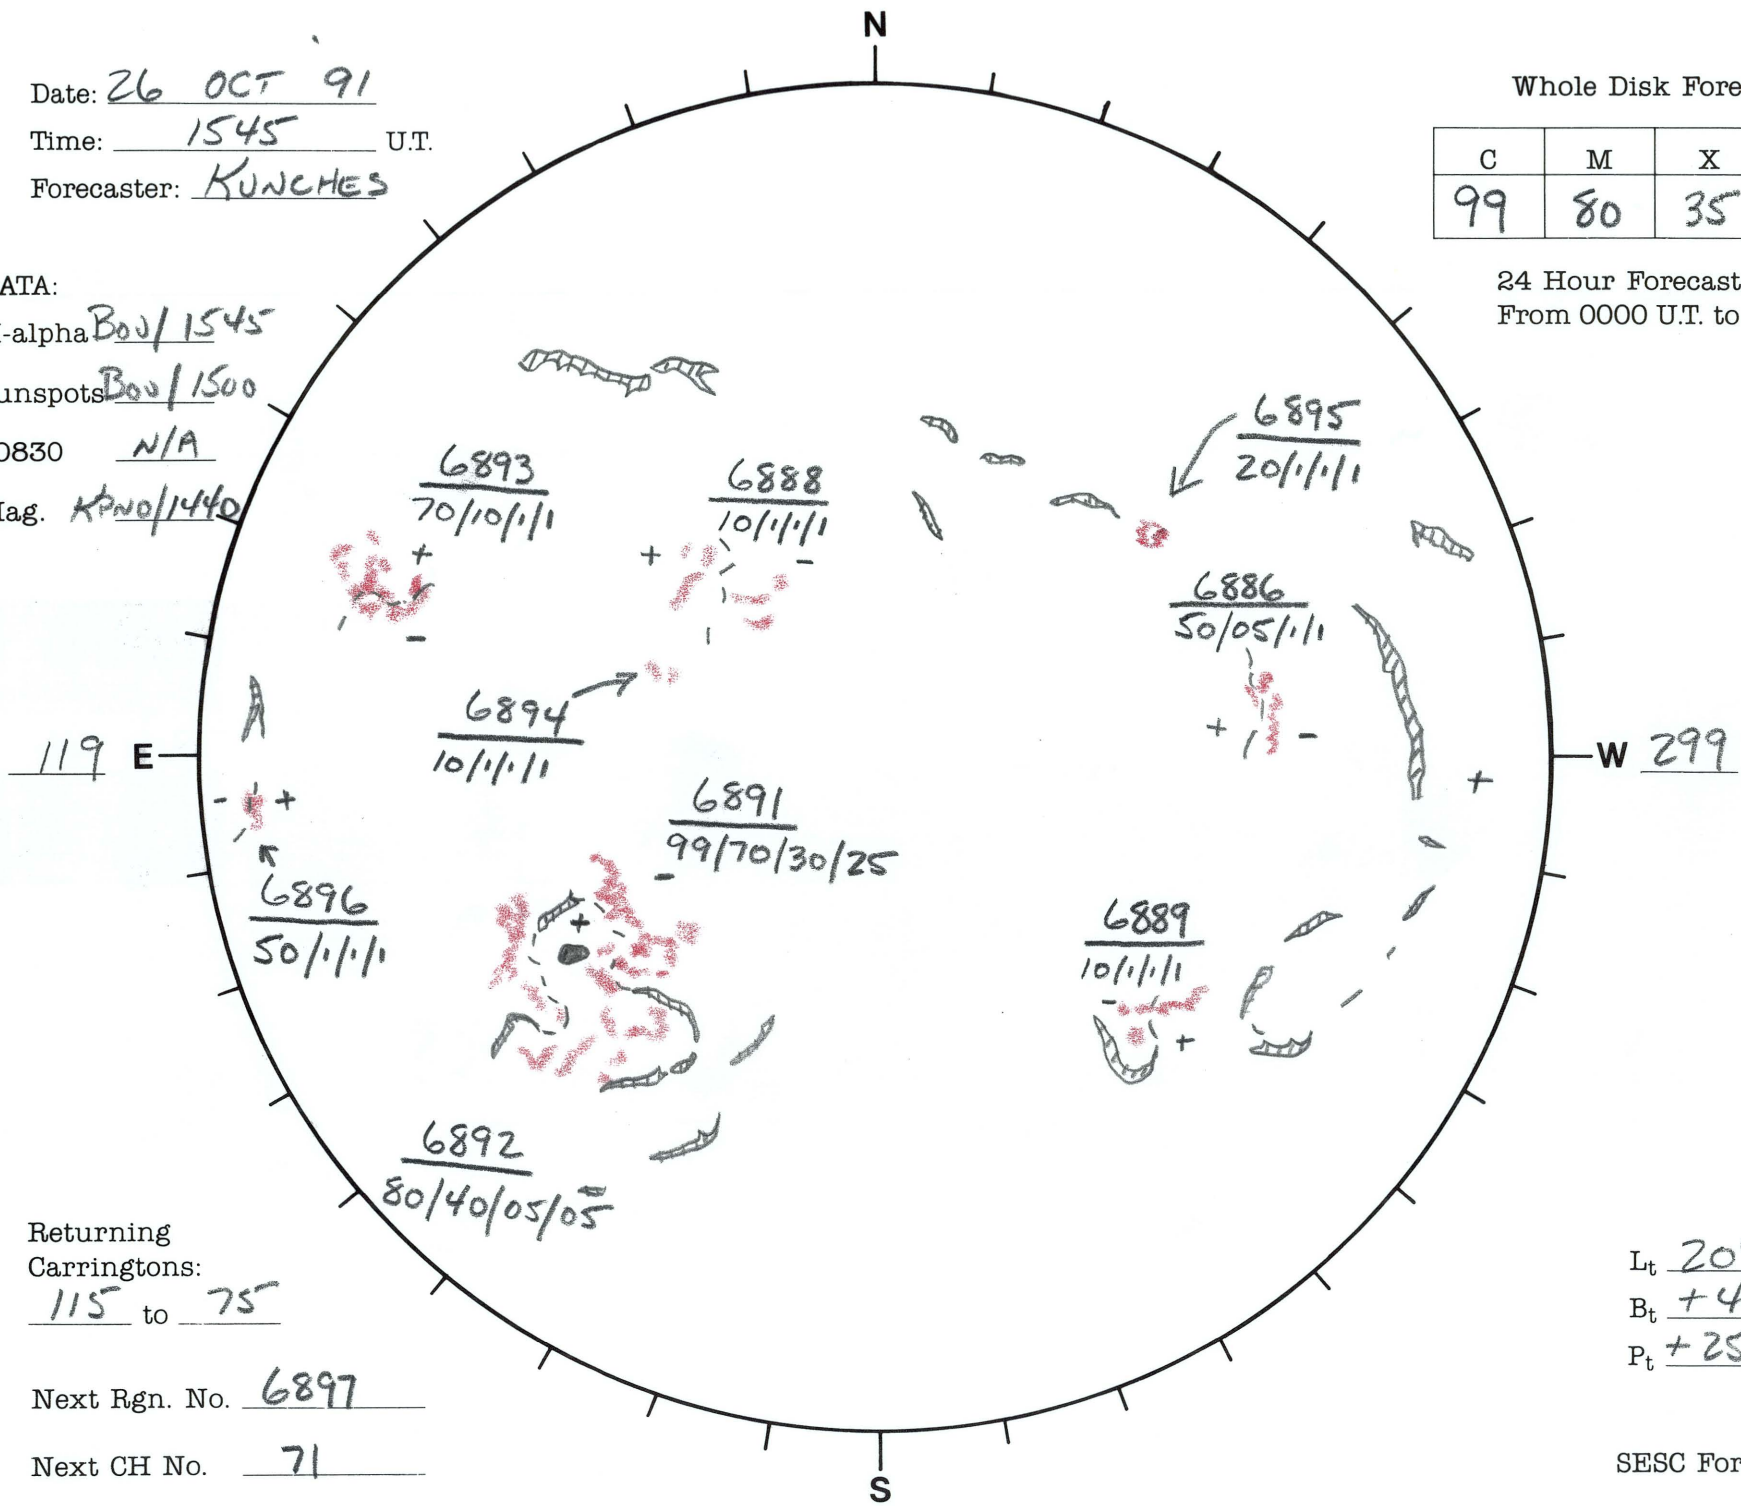 N
Date: 26 OCT '91
Time: 1545 U.T.
Forecaster: KUNCHES
Whole Disk Fore
C M X
99 80 35
24 Hour Forecast
From 0000 U.T. to
ATA:
-alpha BOU/1545
unspots BOU/1500
0830 N/A
Mag. KPNO/1440
6895
20/1/1/1
6893
70/10/1/1
6888
10/1/1/1
+
+ -
-
6886
50/05/1/1
6894
10/1/1/1
+ -
119 E
W 299
+
- +
6891
99/70/30/25
-
6896
50/1/1/1
+
6889
10/1/1/1
-
+
6892
80/40/05/05
Returning
Carringtons:
115 to 75
Lt 20
Bt +4
Pt +25
Next Rgn. No. 6897
Next CH No. 71
SESC For
S